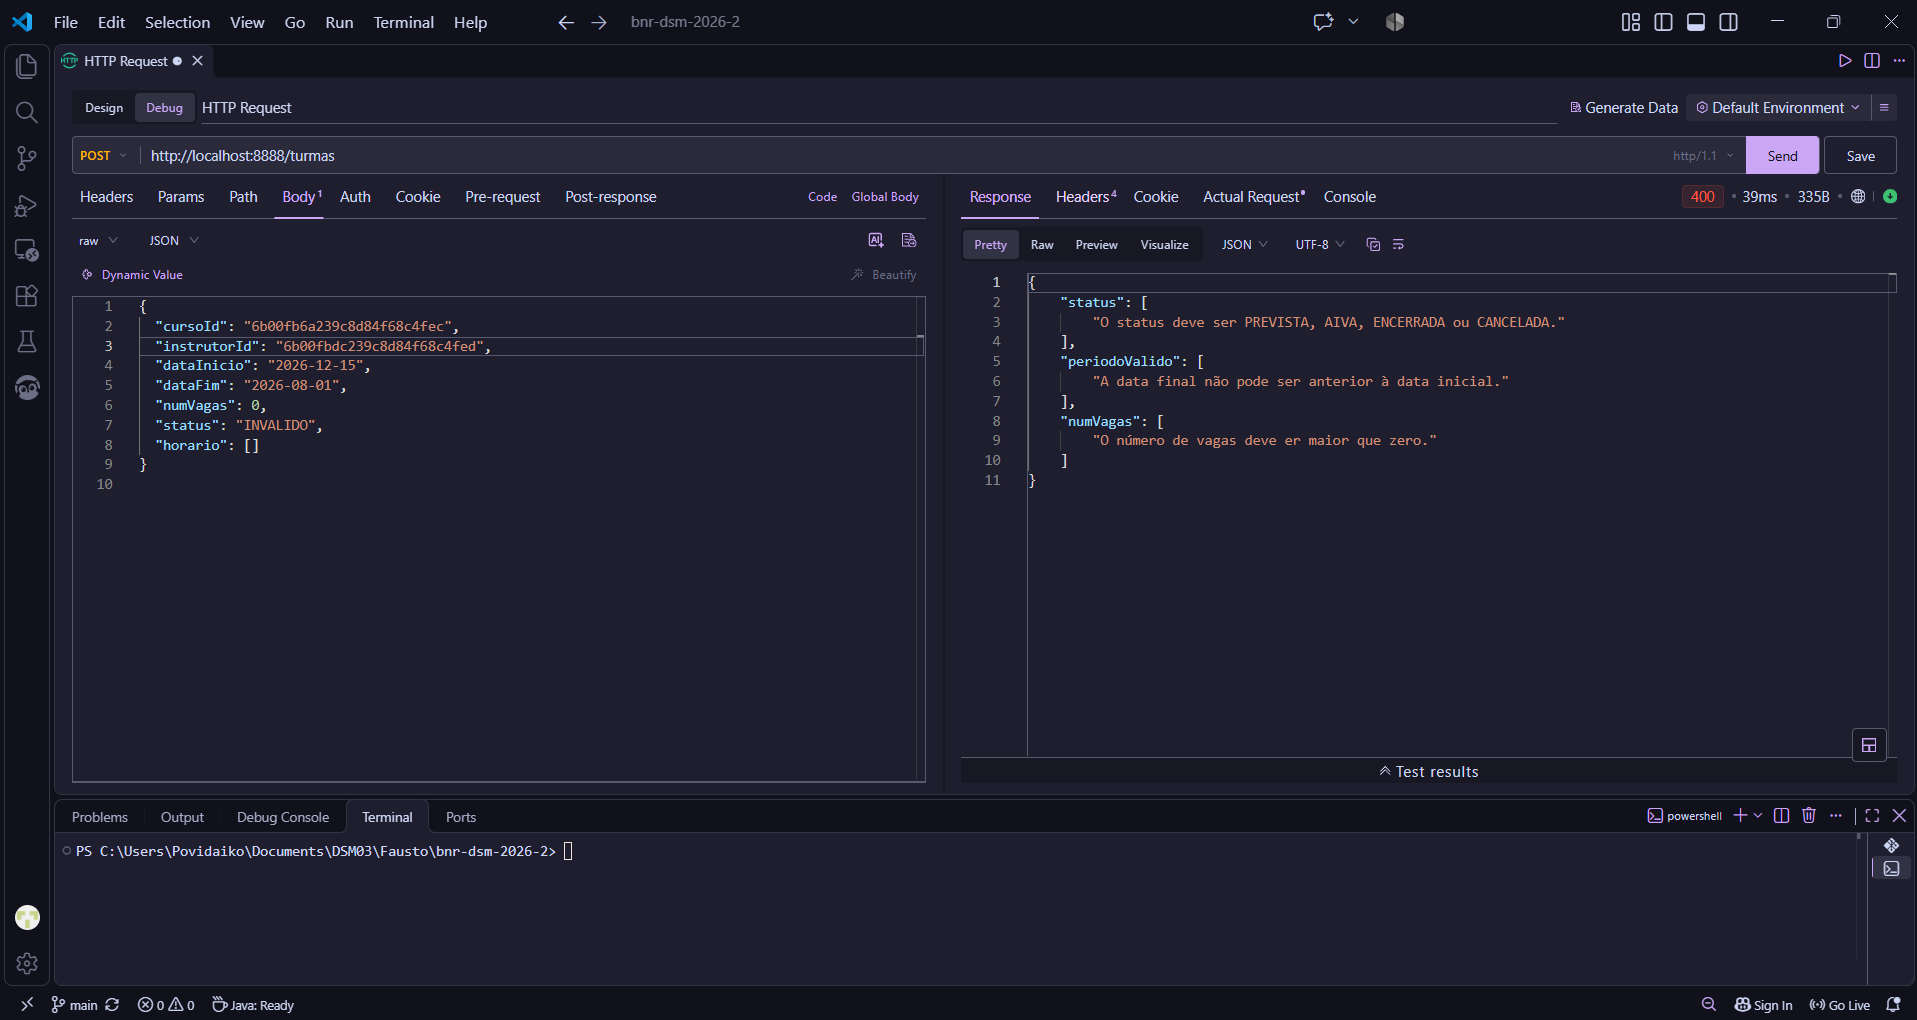 File Edit Selection View Go Run Terminal Help bnr-dsm-2026-2
HTTP Request
Design Debug HTTP Request Generate Data Default Environment
POST http://localhost:8888/turmas http/1.1 Send Save
Headers Params Path Body1 Auth Cookie Pre-request Post-response Code Global Body
raw JSON
Dynamic Value Beautify
1 {
2 "cursoId": "6b00fb6a239c8d84f68c4fec",
3 "instrutorId": "6b00fbdc239c8d84f68c4fed",
4 "dataInicio": "2026-12-15",
5 "dataFim": "2026-08-01",
6 "numVagas": 0,
7 "status": "INVALIDO",
8 "horario": []
9 }
10
Response Headers4 Cookie Actual Request Console 400 • 39ms • 335B
Pretty Raw Preview Visualize JSON UTF-8
1 {
2 "status": [
3 "O status deve ser PREVISTA, AIVA, ENCERRADA ou CANCELADA."
4 ],
5 "periodoValido": [
6 "A data final não pode ser anterior à data inicial."
7 ],
8 "numVagas": [
9 "O número de vagas deve er maior que zero."
10 ]
11 }
Test results
Problems Output Debug Console Terminal Ports powershell
PS C:\Users\Povidaiko\Documents\DSM03\Fausto\bnr-dsm-2026-2>
main 0 0 Java: Ready Sign In Go Live